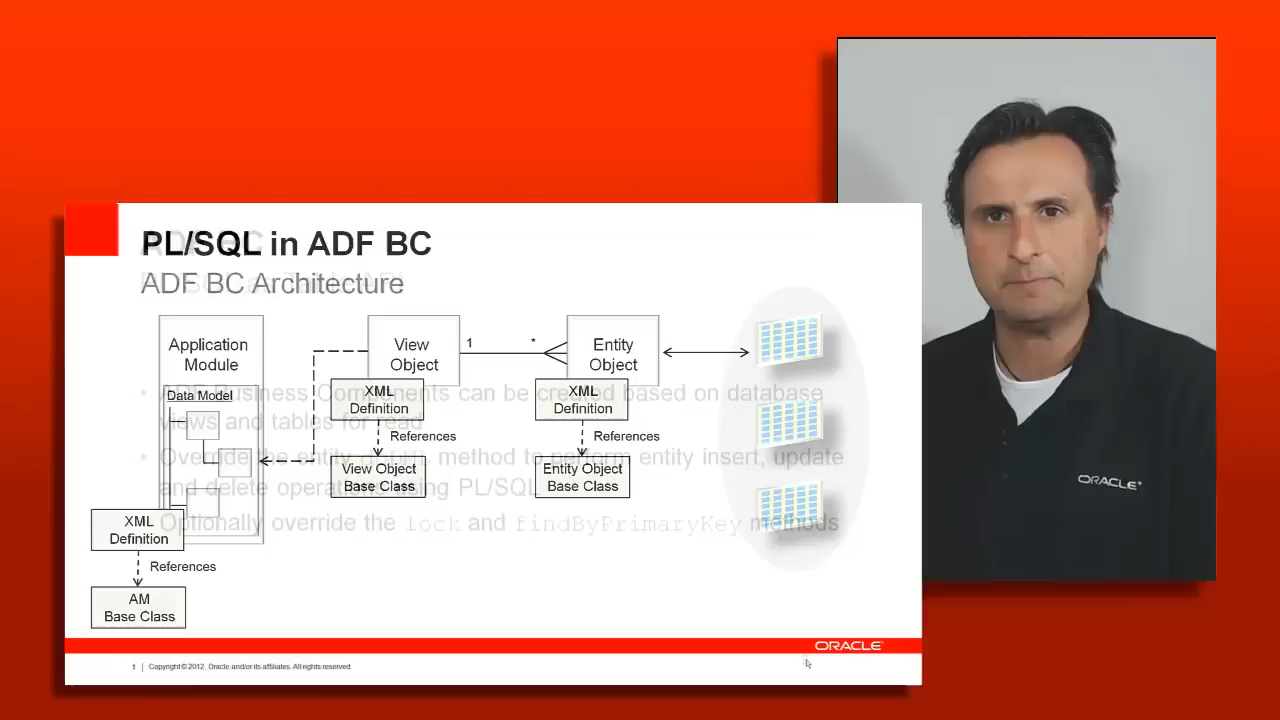 PL/SQL in ADF BC
ADF BC Architecture
Application
Module
View
Object
1
*
Entity
Object
Data Model
XML
Definition
XML
Definition
ADF Business Components can be created based on database
views and tables for read
References
References
Override the entity method to perform entity insert, update
and delete operations using PL/SQL
View Object
Base Class
Entity Object
Base Class
Optionally override the lock and findByPrimaryKey methods
XML
Definition
References
AM
Base Class
ORACLE
1 | Copyright © 2012, Oracle and/or its affiliates. All rights reserved.
ORACLE